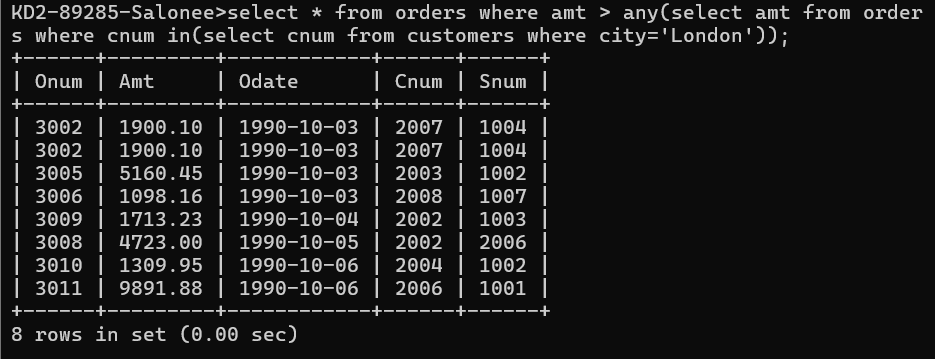 KD2-89285-Salonee>select * from orders where amt > any(select amt from order
s where cnum in(select cnum from customers where city='London'));
+------+---------+------------+------+------+
| Onum | Amt     | Odate      | Cnum | Snum |
+------+---------+------------+------+------+
| 3002 | 1900.10 | 1990-10-03 | 2007 | 1004 |
| 3002 | 1900.10 | 1990-10-03 | 2007 | 1004 |
| 3005 | 5160.45 | 1990-10-03 | 2003 | 1002 |
| 3006 | 1098.16 | 1990-10-03 | 2008 | 1007 |
| 3009 | 1713.23 | 1990-10-04 | 2002 | 1003 |
| 3008 | 4723.00 | 1990-10-05 | 2002 | 2006 |
| 3010 | 1309.95 | 1990-10-06 | 2004 | 1002 |
| 3011 | 9891.88 | 1990-10-06 | 2006 | 1001 |
+------+---------+------------+------+------+
8 rows in set (0.00 sec)